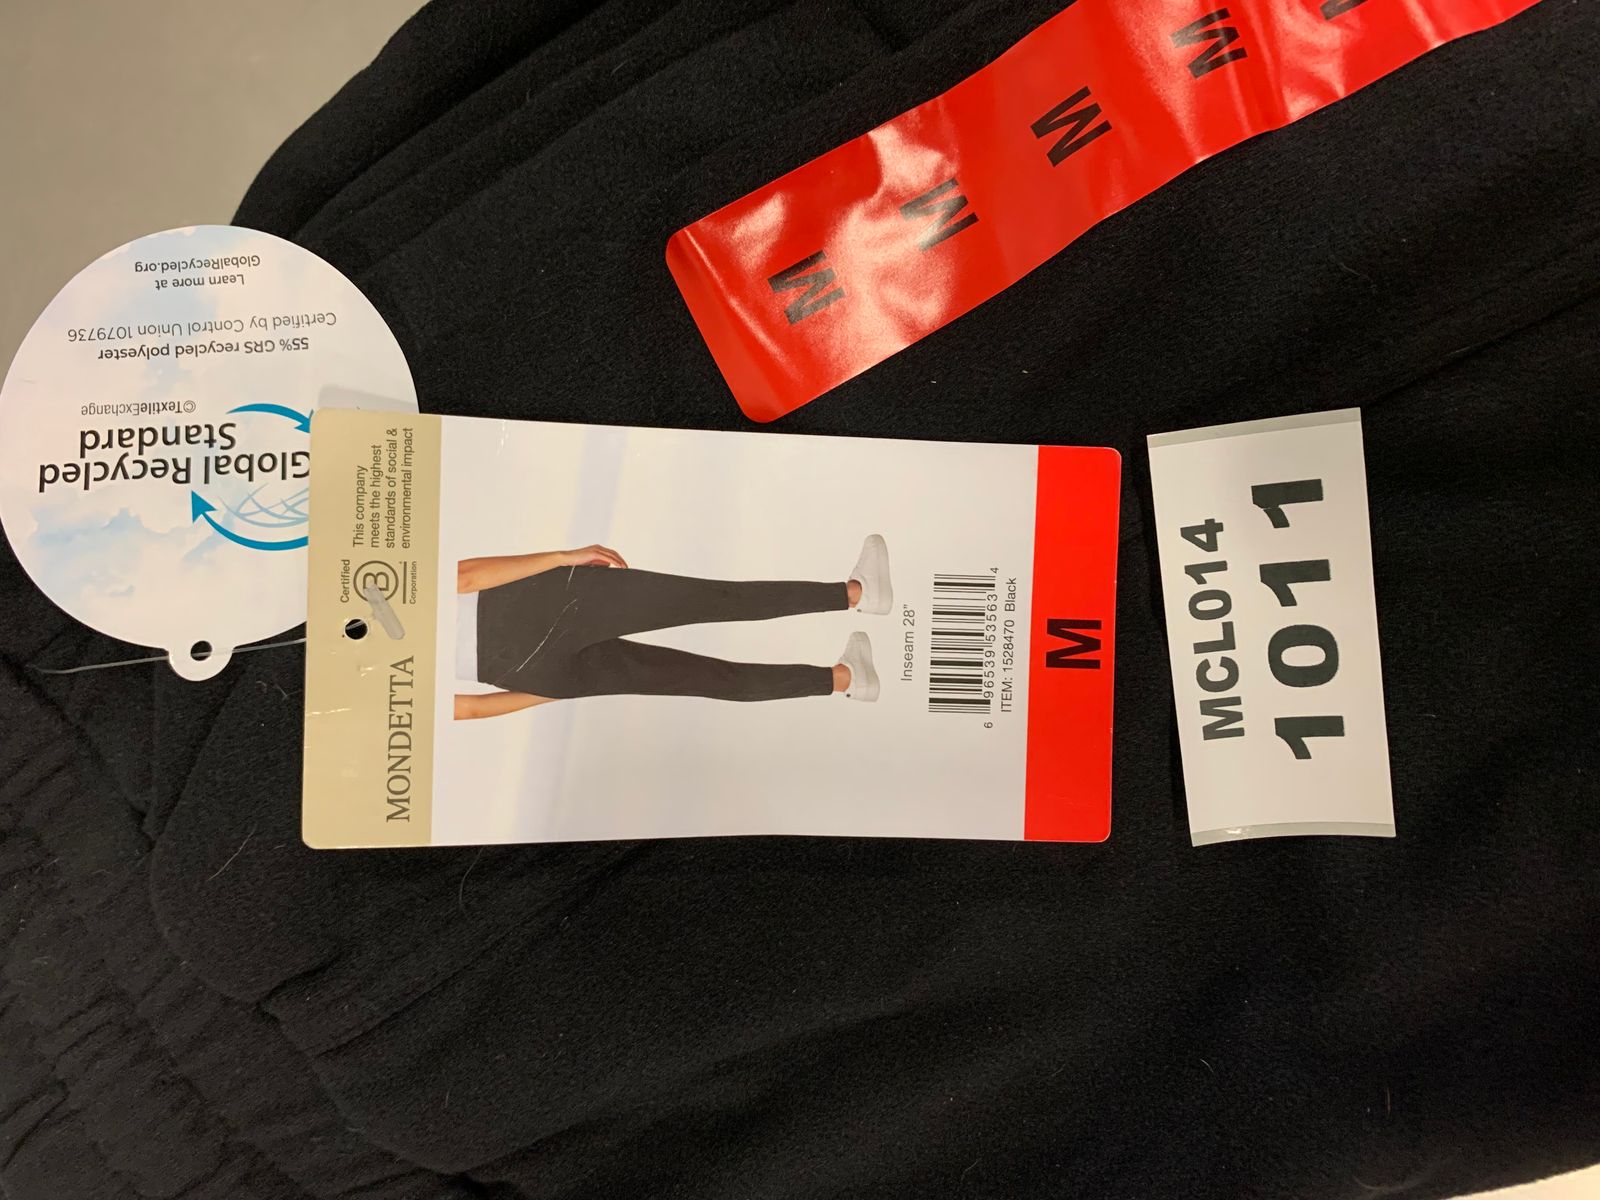 Global Recycled
Standard
©TextileExchange
55% GRS recycled polyester
Certified by Control Union 1079736
Learn more at
GlobalRecycled.org
MONDETTA
Certified
B
Corporation
This company
meets the highest
standards of social &
environmental impact
Inseam 28"
6 96539 53563 4
ITEM: 1528470 Black
M
M
M
M
M
MCL014
1011